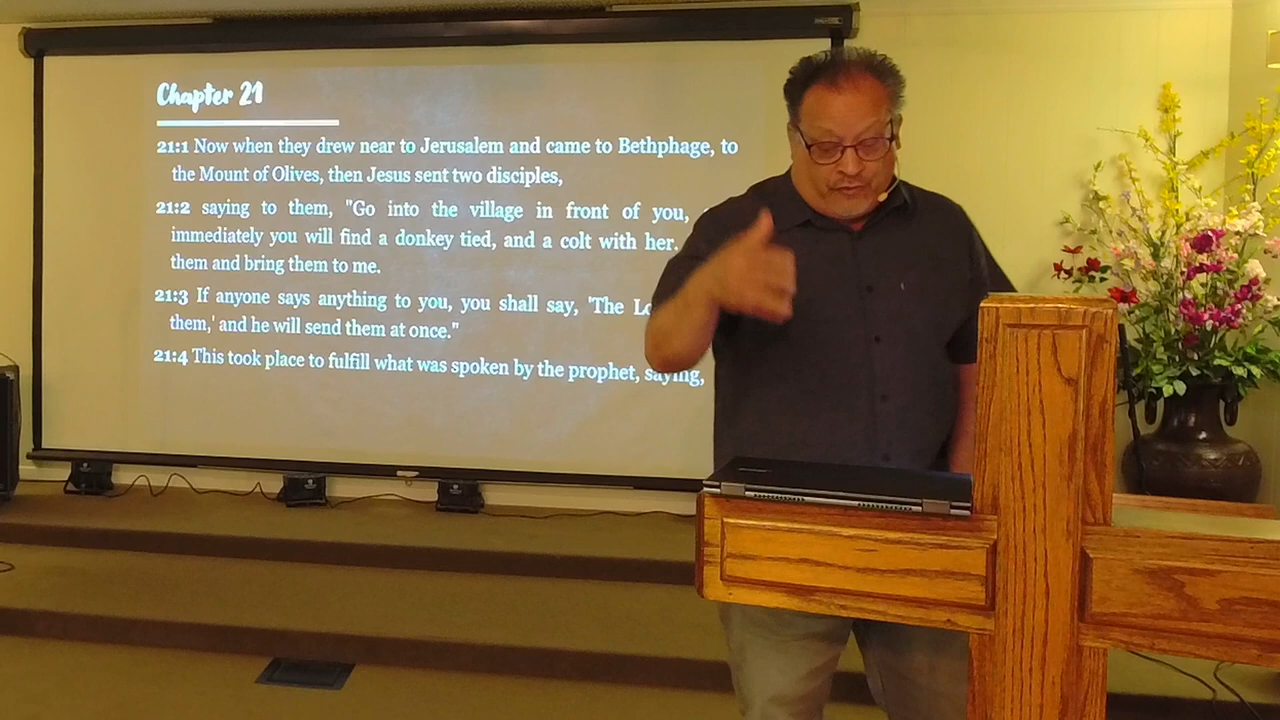 Chapter 21
21:1 Now when they drew near to Jerusalem and came to Bethphage, to
the Mount of Olives, then Jesus sent two disciples,
21:2 saying to them, "Go into the village in front of you,
immediately you will find a donkey tied, and a colt with her.
them and bring them to me.
21:3 If anyone says anything to you, you shall say, 'The
them,' and he will send them at once."
21:4 This took place to fulfill what was spoken by the prophet, saying,